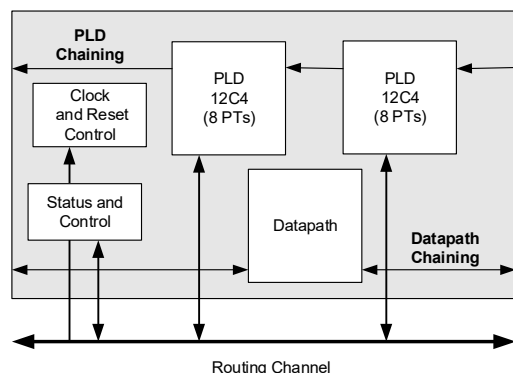 PLD
Chaining
PLD
12C4
(8 PTs)
PLD
12C4
(8 PTs)
Clock
and Reset
Control
Status and
Control
Datapath
Datapath
Chaining
Routing Channel